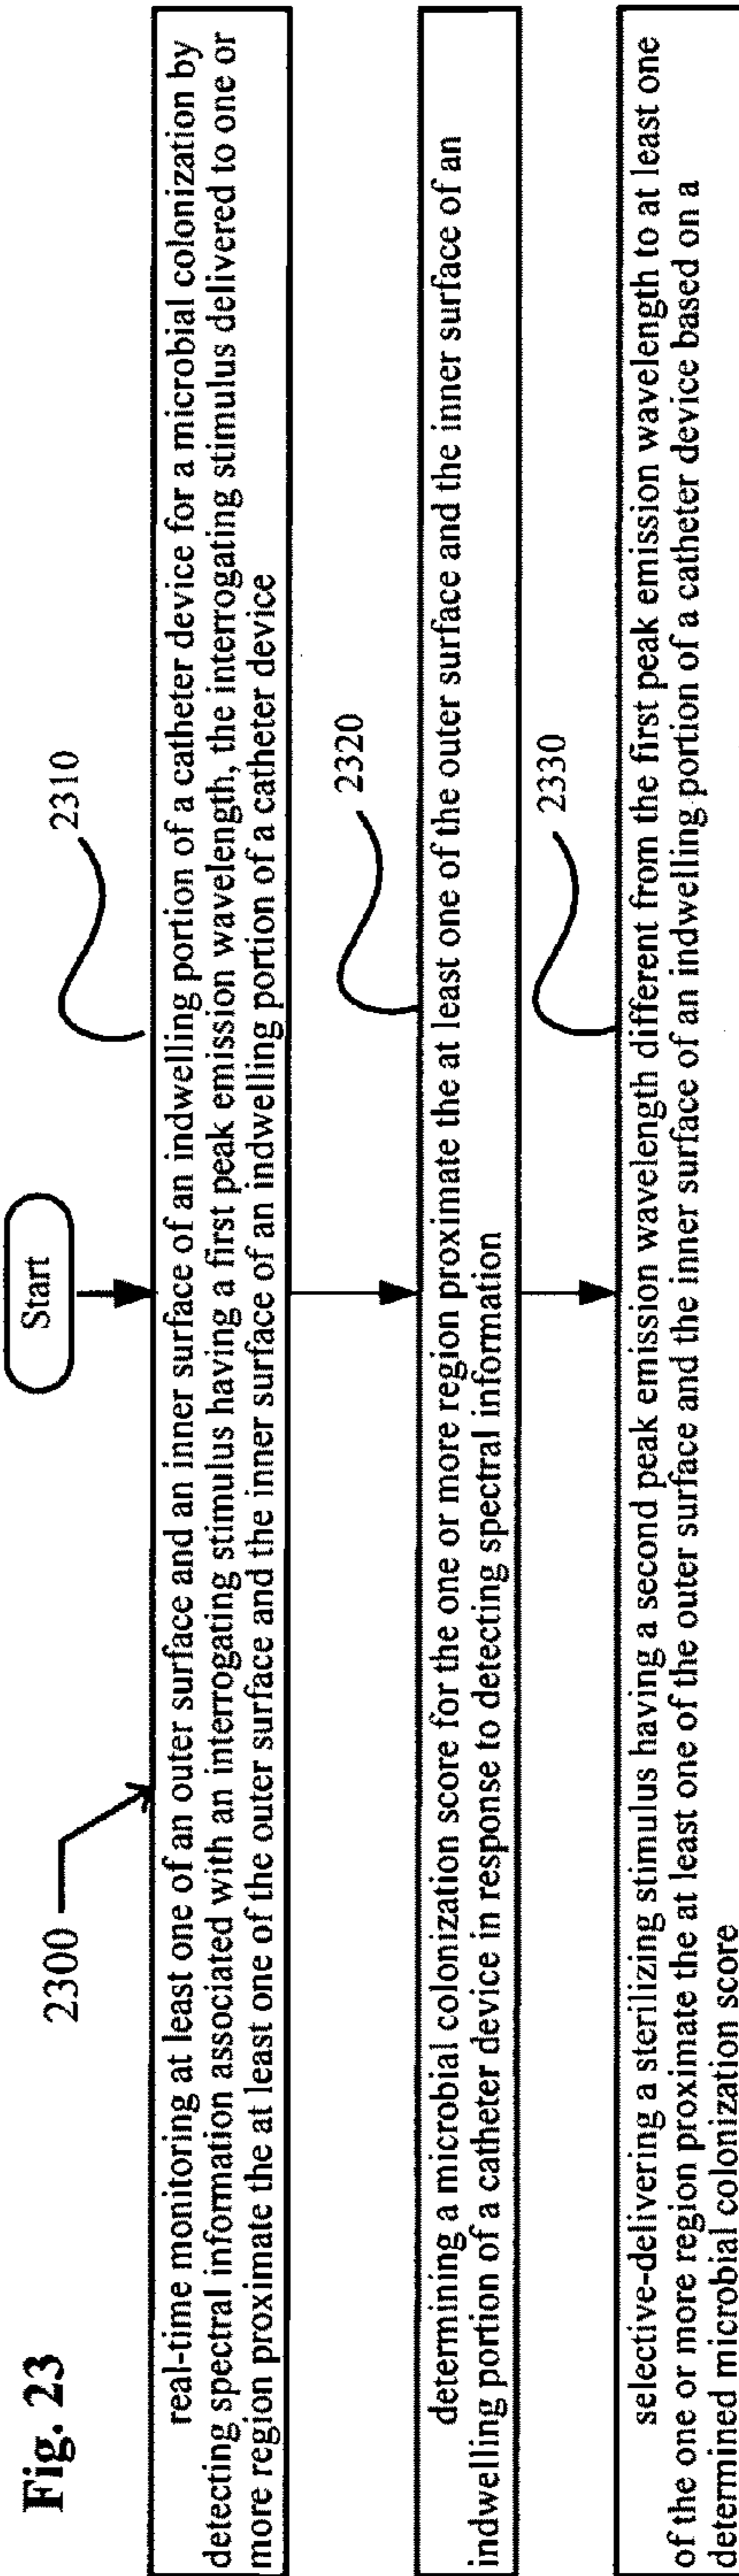 Fig. 23
2300
Start
2310
real-time monitoring at least one of an outer surface and an inner surface of an indwelling portion of a catheter device for a microbial colonization by
detecting spectral information associated with an interrogating stimulus having a first peak emission wavelength, the interrogating stimulus delivered to one or
more region proximate the at least one of the outer surface and the inner surface of an indwelling portion of a catheter device
2320
determining a microbial colonization score for the one or more region proximate the at least one of the outer surface and the inner surface of an
indwelling portion of a catheter device in response to detecting spectral information
2330
selective-delivering a sterilizing stimulus having a second peak emission wavelength different from the first peak emission wavelength to at least one
of the one or more region proximate the at least one of the outer surface and the inner surface of an indwelling portion of a catheter device based on a
determined microbial colonization score